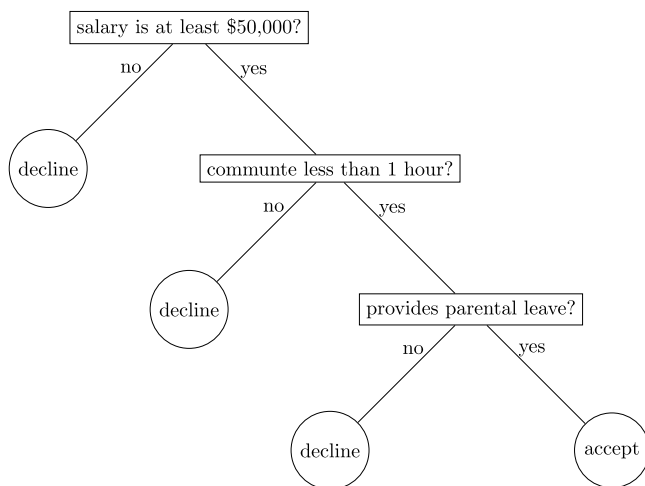 salary is at least $50,000?
no
yes
decline
communte less than 1 hour?
no
yes
decline
provides parental leave?
no
yes
decline
accept